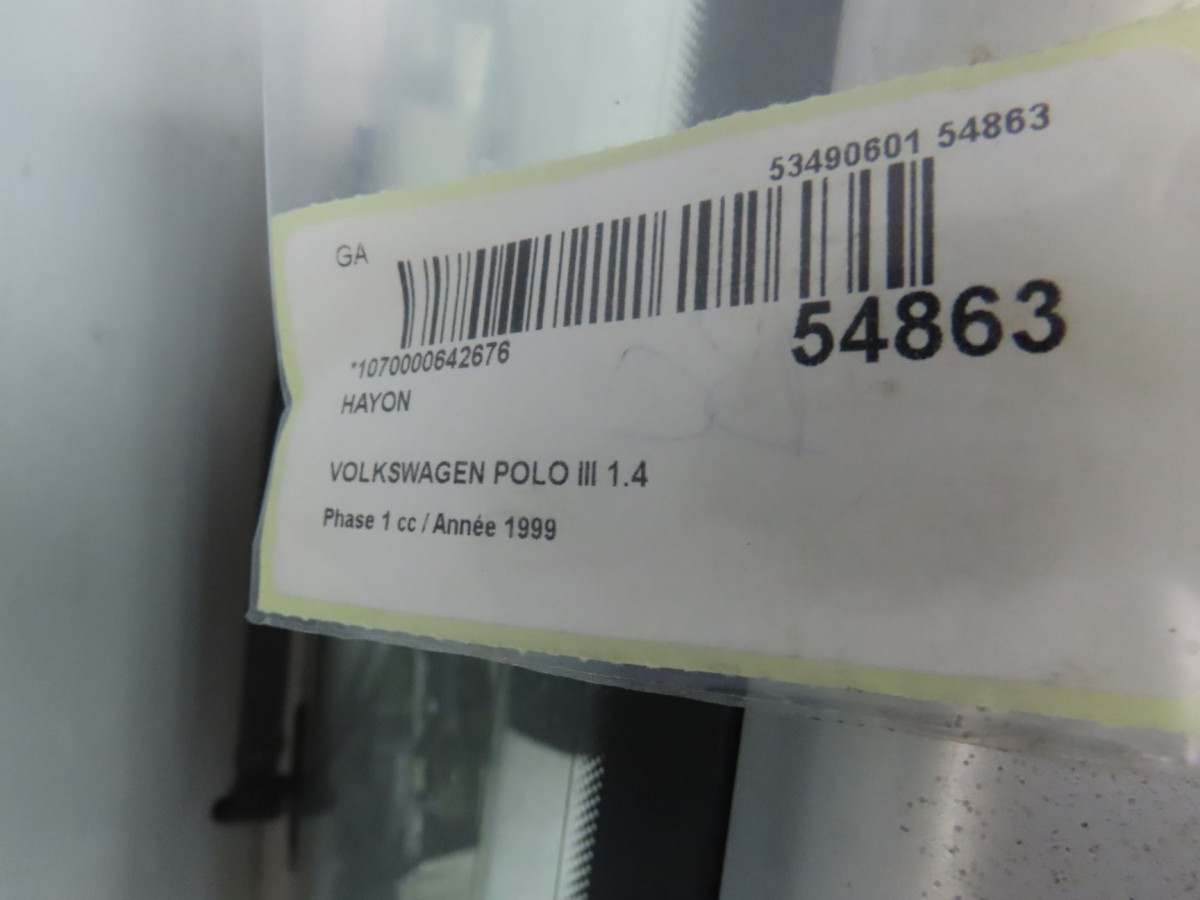 53490601 54863
GA
54863
*1070000642676
HAYON
VOLKSWAGEN POLO III 1.4
Phase 1 cc / Année 1999